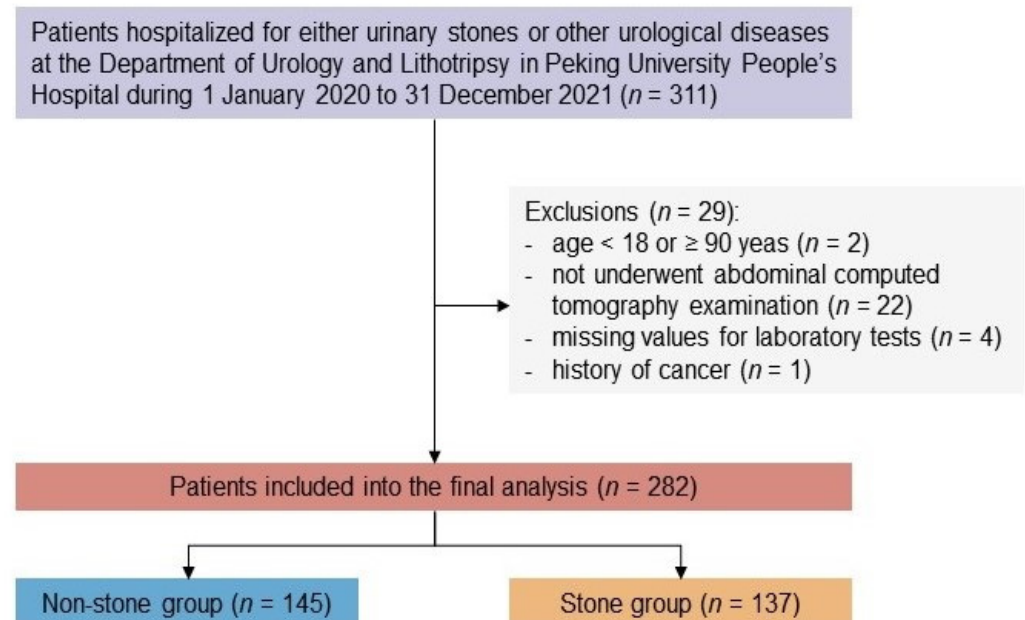 Patients hospitalized for either urinary stones or other urological diseases
at the Department of Urology and Lithotripsy in Peking University People's
Hospital during 1 January 2020 to 31 December 2021 (n = 311)
Exclusions (n = 29):
- age < 18 or ≥ 90 yeas (n = 2)
- not underwent abdominal computed
tomography examination (n = 22)
- missing values for laboratory tests (n = 4)
- history of cancer (n = 1)
Patients included into the final analysis (n = 282)
Non-stone group (n = 145)
Stone group (n = 137)